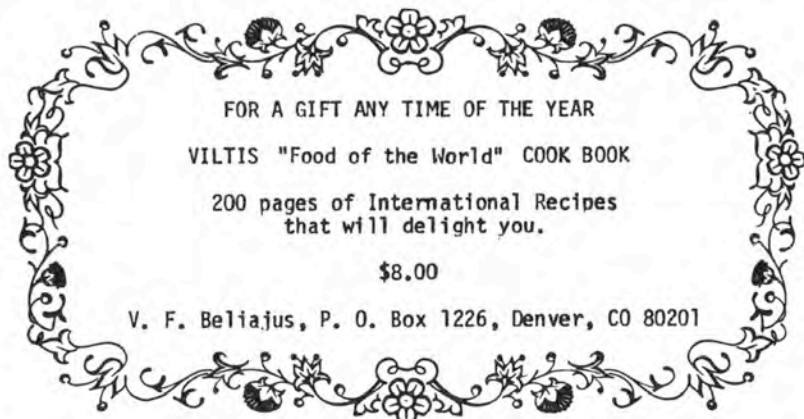 FOR A GIFT ANY TIME OF THE YEAR
VILTIS "Food of the World" COOK BOOK
200 pages of International Recipes
that will delight you.
$8.00
V. F. Beliajus, P. O. Box 1226, Denver, CO 80201